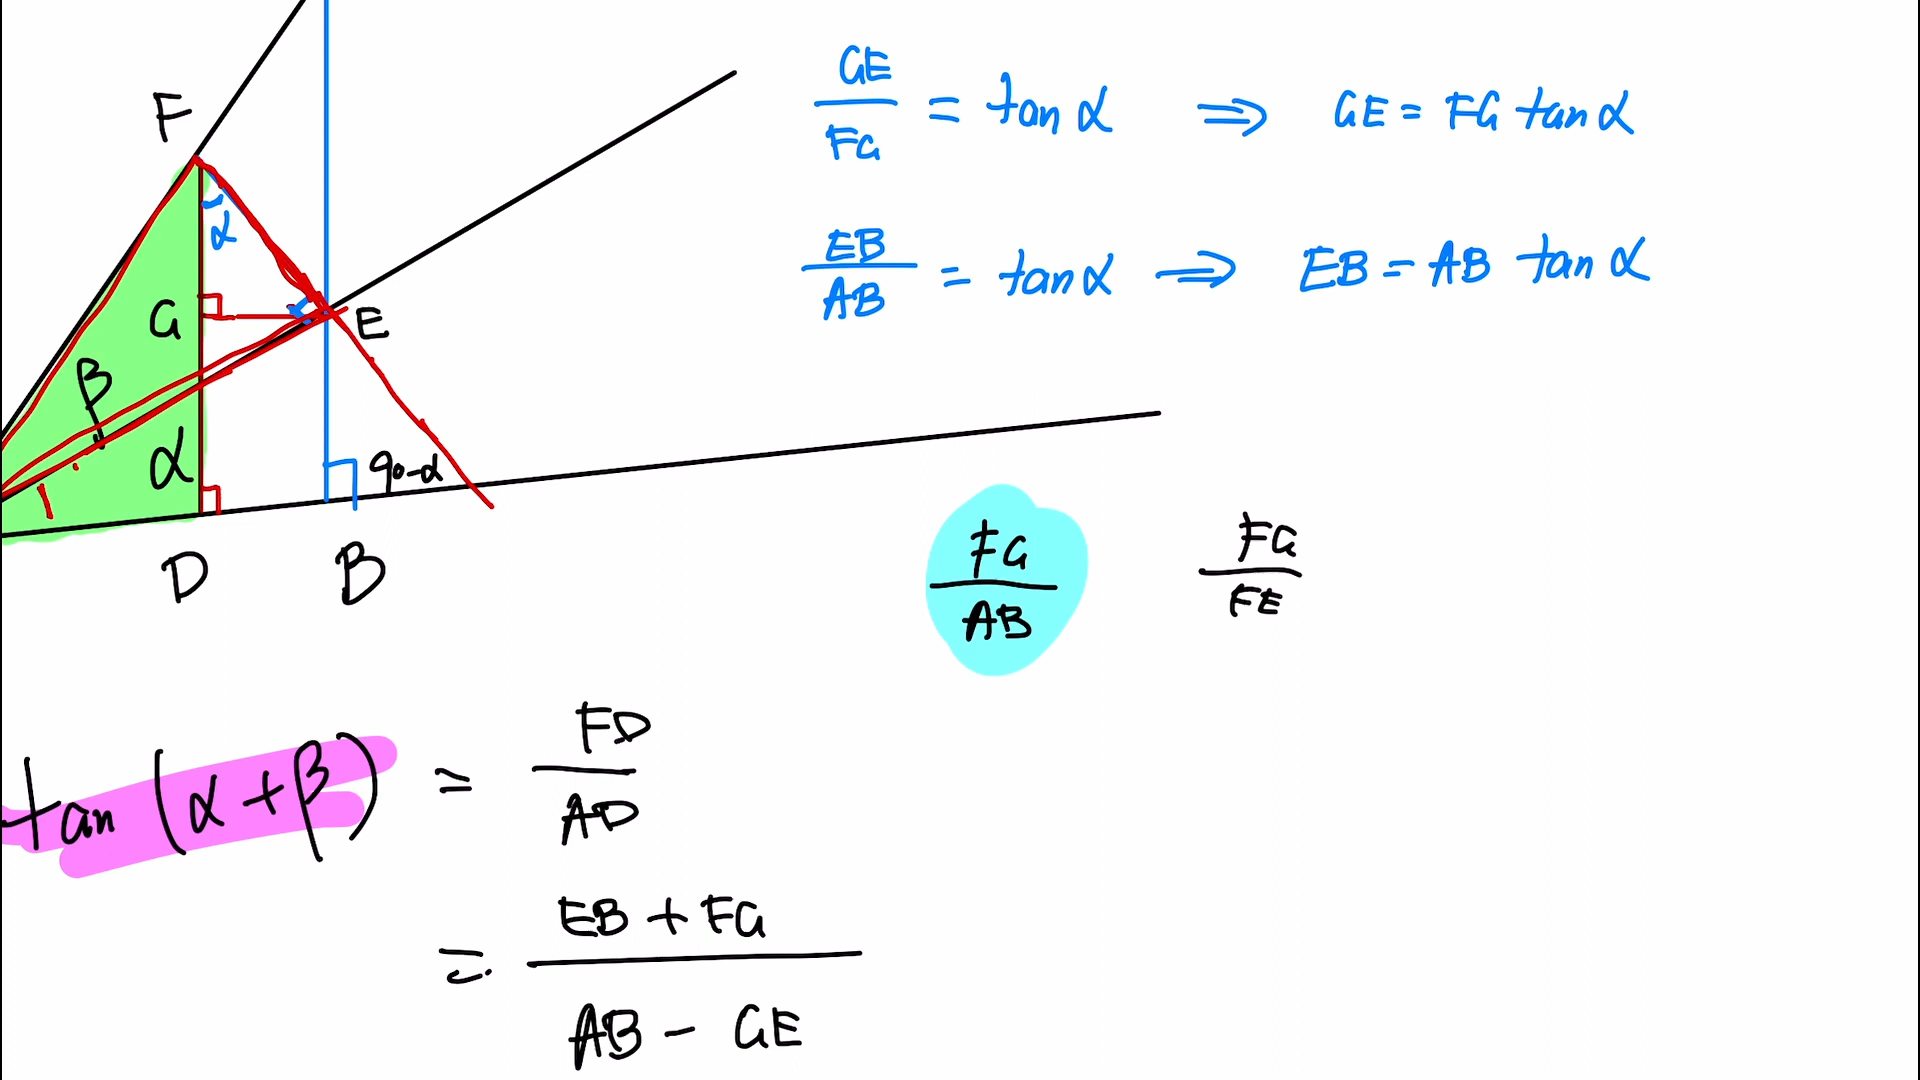 F
α
G
E
β
α
90-α
D
B
GE/FG = tan α ⇒ GE = FG tan α
EB/AB = tan α ⇒ EB = AB tan α
FG/AB FG/FE
tan (α + β) = FD/AD
= EB + FG / AB - GE